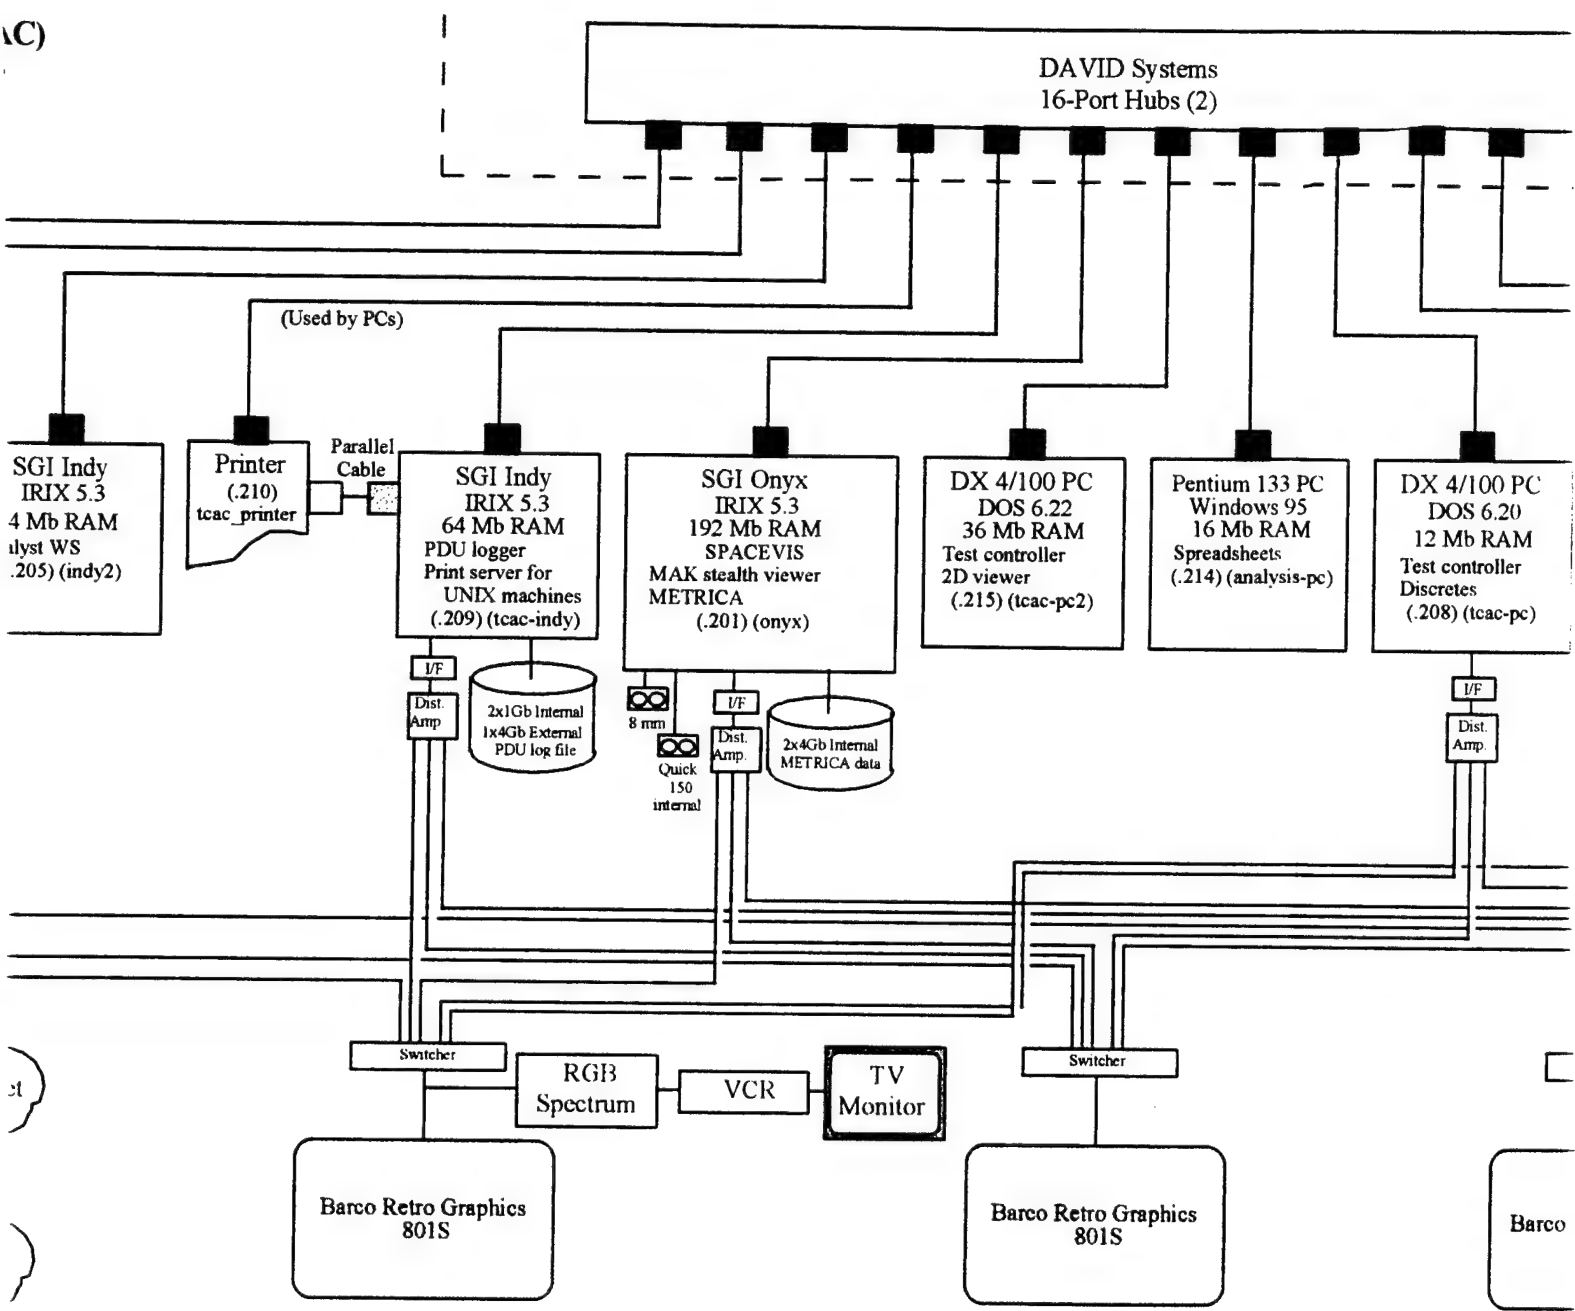 AC)
DAVID Systems
16-Port Hubs (2)
(Used by PCs)
SGI Indy
IRIX 5.3
4 Mb RAM
alyst WS
.205) (indy2)
Printer
(.210)
tcac_printer
Parallel
Cable
SGI Indy
IRIX 5.3
64 Mb RAM
PDU logger
Print server for
UNIX machines
(.209) (tcac-indy)
SGI Onyx
IRIX 5.3
192 Mb RAM
SPACEVIS
MAK stealth viewer
METRICA
(.201) (onyx)
DX 4/100 PC
DOS 6.22
36 Mb RAM
Test controller
2D viewer
(.215) (tcac-pc2)
Pentium 133 PC
Windows 95
16 Mb RAM
Spreadsheets
(.214) (analysis-pc)
DX 4/100 PC
DOS 6.20
12 Mb RAM
Test controller
Discretes
(.208) (tcac-pc)
I/F
Dist.
Amp
2x1Gb Internal
1x4Gb External
PDU log file
8 mm
Quick
150
internal
I/F
Dist.
Amp.
2x4Gb Internal
METRICA data
I/F
Dist.
Amp.
Switcher
RGB
Spectrum
VCR
TV
Monitor
Switcher
Barco Retro Graphics
801S
Barco Retro Graphics
801S
Barco